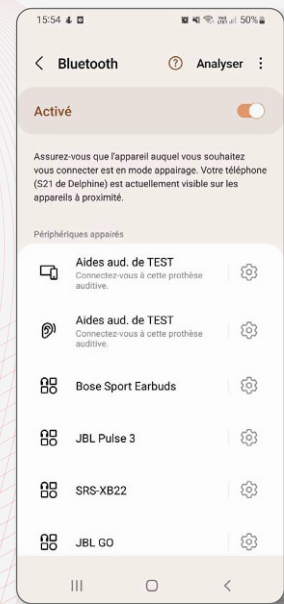 15:54
50%
Bluetooth
? Analyser
Activé
Assurez-vous que l'appareil auquel vous souhaitez
vous connecter est en mode appairage. Votre téléphone
(S21 de Delphine) est actuellement visible sur les
appareils à proximité.
Périphériques appairés
Aides aud. de TEST
Connectez-vous à cette prothèse
auditive.
Aides aud. de TEST
Connectez-vous à cette prothèse
auditive.
Bose Sport Earbuds
JBL Pulse 3
SRS-XB22
JBL GO